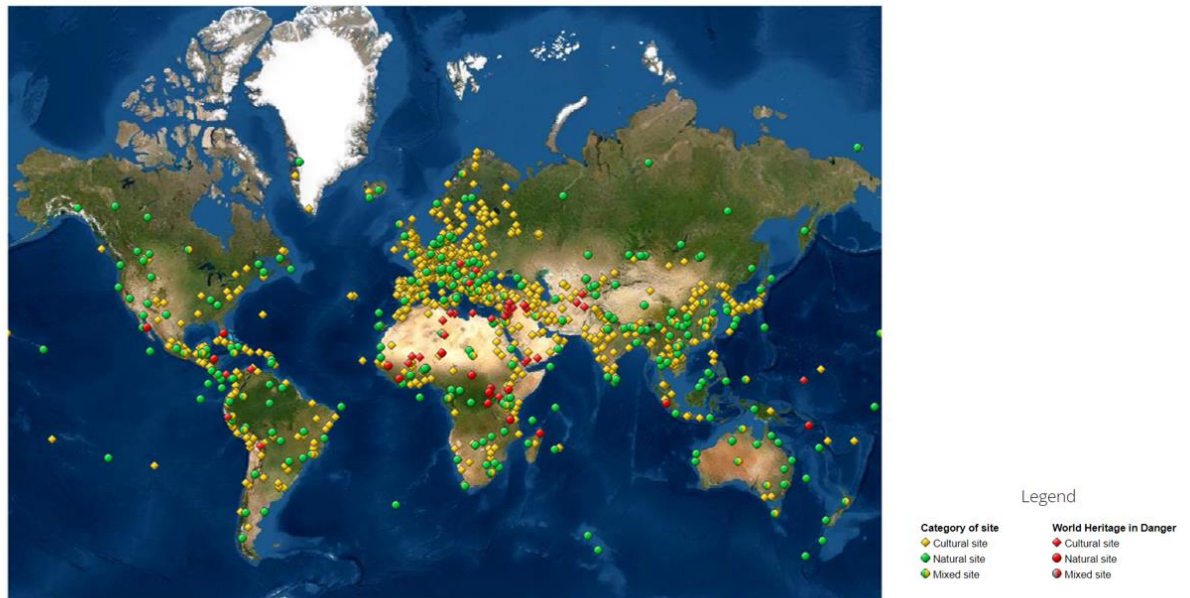 Legend
Category of site
Cultural site
Natural site
Mixed site
World Heritage in Danger
Cultural site
Natural site
Mixed site